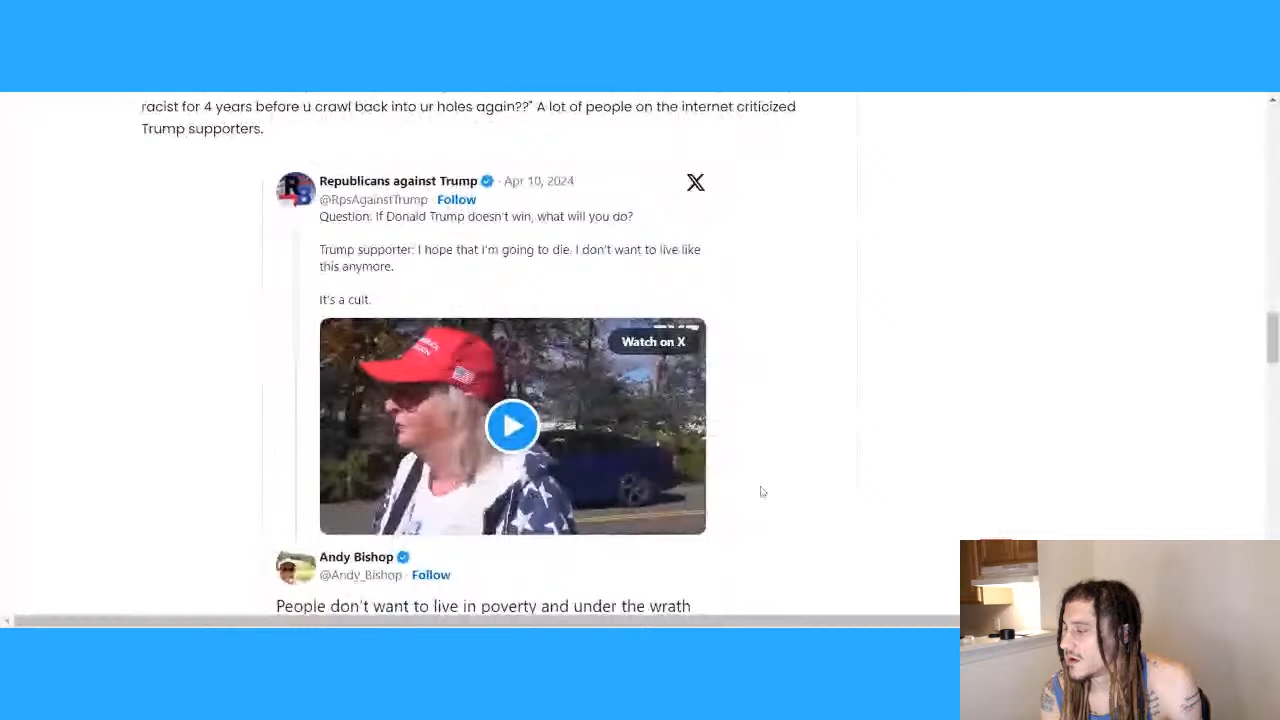 racist for 4 years before u crawl back into ur holes again??" A lot of people on the internet criticized
Trump supporters.
Republicans against Trump · Apr 10, 2024
@RpsAgainstTrump · Follow
Question: If Donald Trump doesn't win, what will you do?
Trump supporter: I hope that I'm going to die. I don't want to live like
this anymore.
It's a cult.
Watch on X
Andy Bishop
@Andy_Bishop · Follow
People don't want to live in poverty and under the wrath